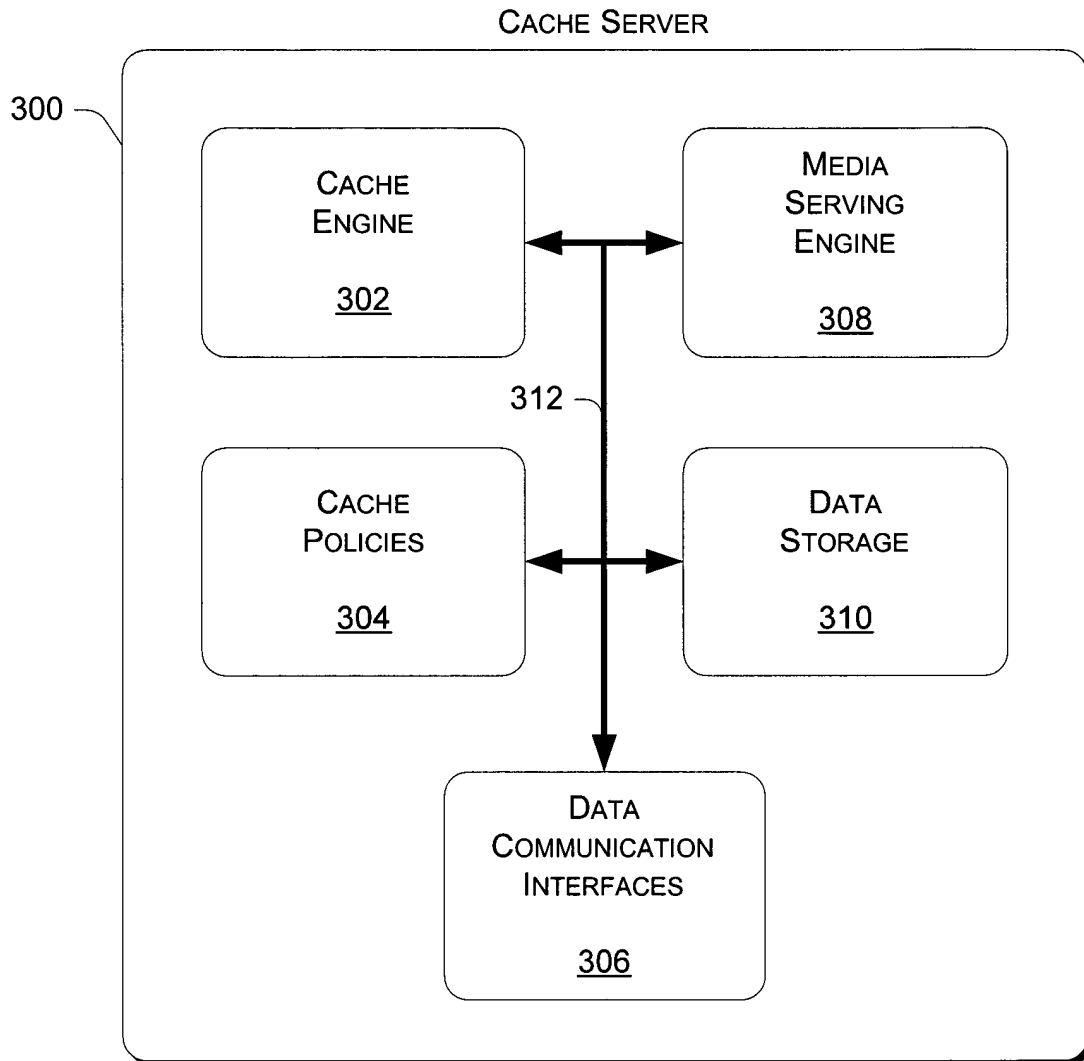 CACHE SERVER
300
CACHE
ENGINE
302
MEDIA
SERVING
ENGINE
308
312
CACHE
POLICIES
304
DATA
STORAGE
310
DATA
COMMUNICATION
INTERFACES
306